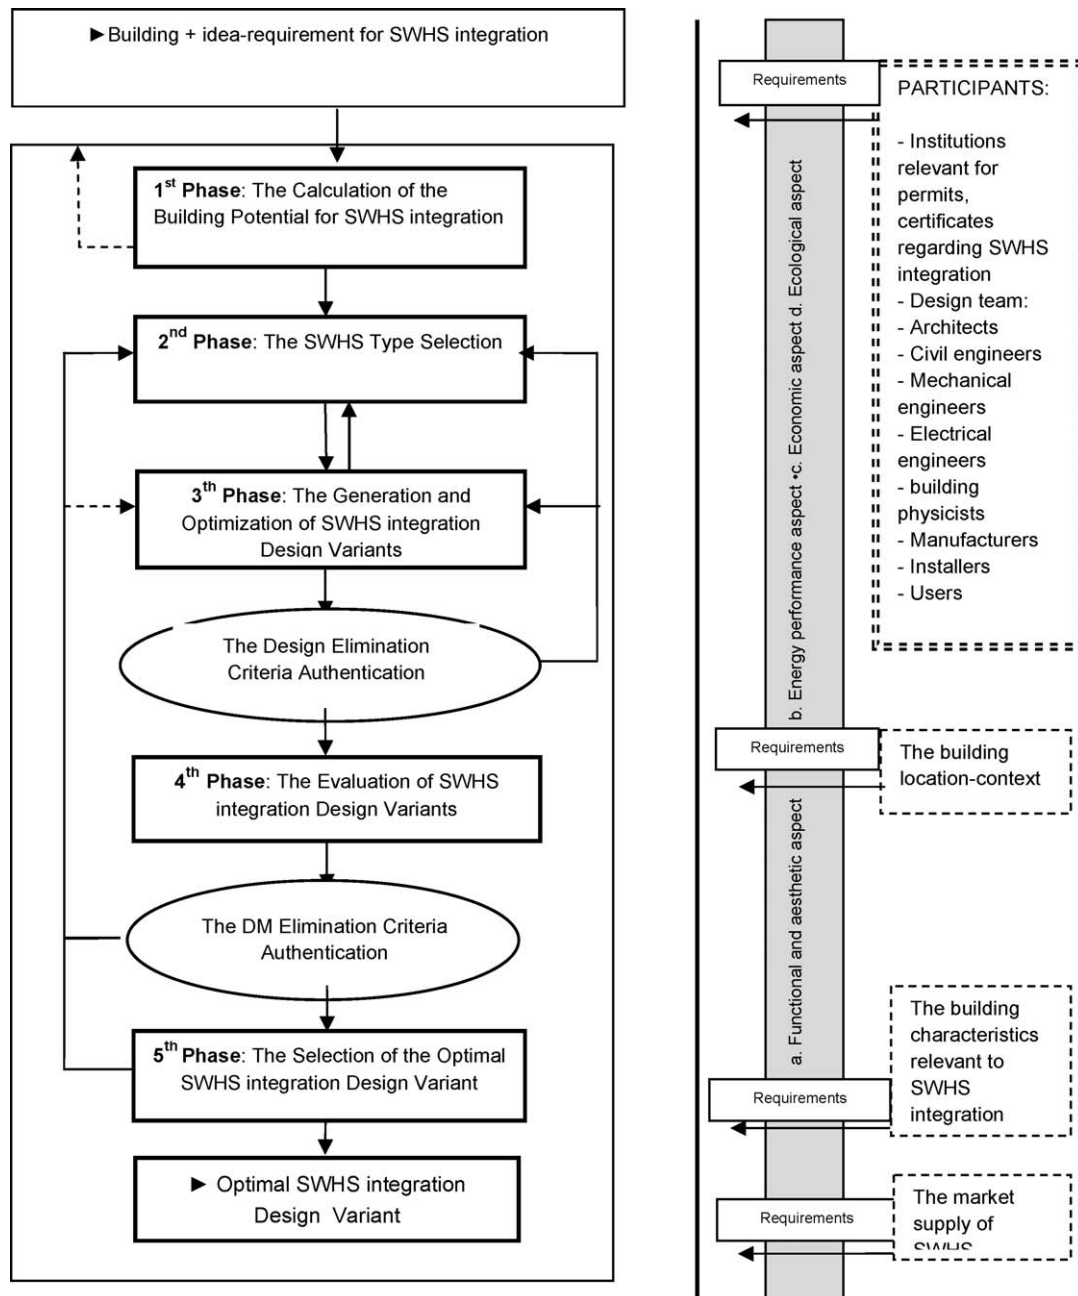 ►Building + idea-requirement for SWHS integration
1st Phase: The Calculation of the
Building Potential for SWHS integration
2nd Phase: The SWHS Type Selection
3th Phase: The Generation and
Optimization of SWHS integration
Design Variants
The Design Elimination
Criteria Authentication
4th Phase: The Evaluation of SWHS
integration Design Variants
The DM Elimination Criteria
Authentication
5th Phase: The Selection of the Optimal
SWHS integration Design Variant
► Optimal SWHS integration
Design Variant
a. Functional and aesthetic aspect b. Energy performance aspect •c. Economic aspect d. Ecological aspect
Requirements
PARTICIPANTS:
- Institutions
relevant for
permits,
certificates
regarding SWHS
integration
- Design team:
- Architects
- Civil engineers
- Mechanical
engineers
- Electrical
engineers
- building
physicists
- Manufacturers
- Installers
- Users
Requirements
The building
location-context
Requirements
The building
characteristics
relevant to
SWHS
integration
Requirements
The market
supply of
SWHS